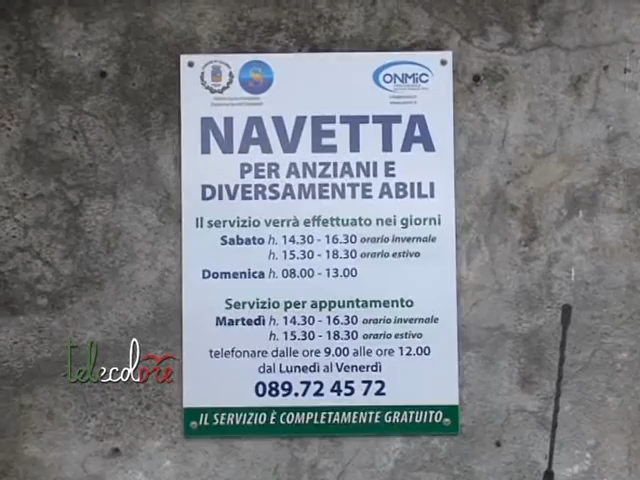 ONMIC
NAVETTA
PER ANZIANI E
DIVERSAMENTE ABILI
Il servizio verrà effettuato nei giorni
Sabato h. 14.30 - 16.30 orario invernale
h. 15.30 - 18.30 orario estivo
Domenica h. 08.00 - 13.00
Servizio per appuntamento
Martedì h. 14.30 - 16.30 orario invernale
h. 15.30 - 18.30 orario estivo
telefonare dalle ore 9.00 alle ore 12.00
dal Lunedì al Venerdì
089.72 45 72
IL SERVIZIO È COMPLETAMENTE GRATUITO
telecolore